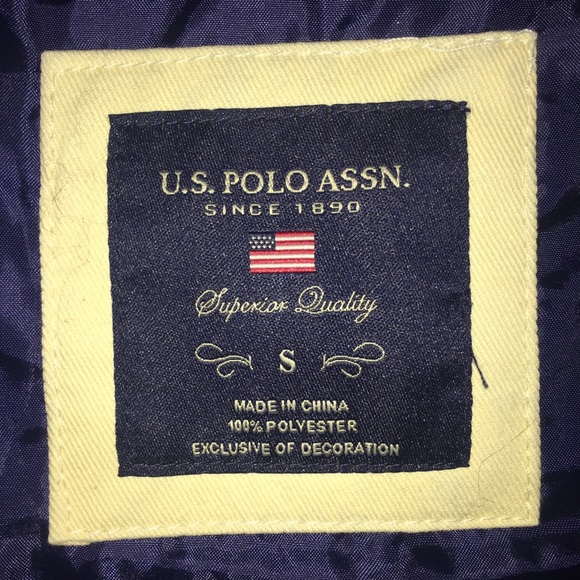 U.S. POLO ASSN.
SINCE 1890
Superior Quality
S
MADE IN CHINA
100% POLYESTER
EXCLUSIVE OF DECORATION